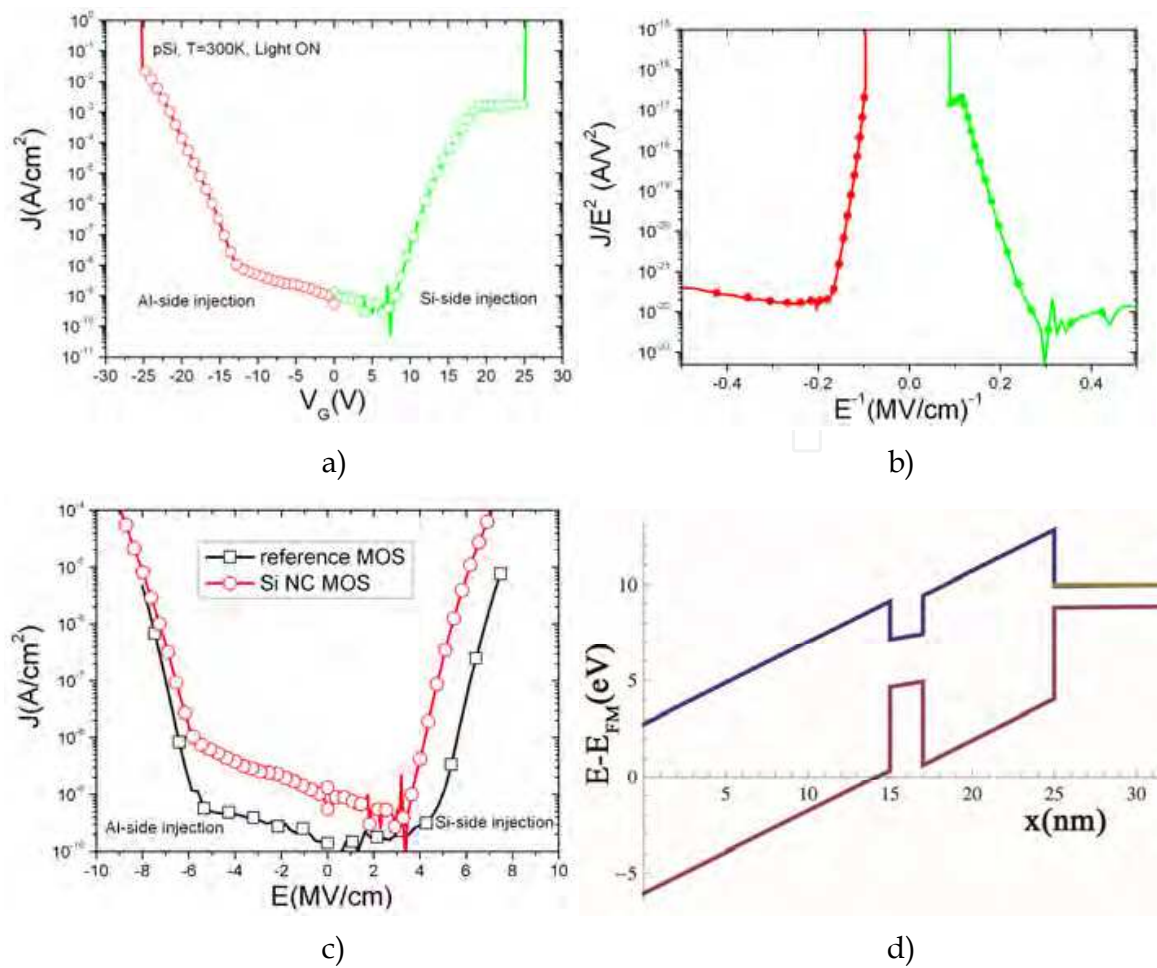 10⁰
10⁻¹
10⁻²
10⁻³
10⁻⁴
10⁻⁵
10⁻⁶
10⁻⁷
10⁻⁸
10⁻⁹
10⁻¹⁰
10⁻¹¹
J(A/cm²)
pSi, T=300K, Light ON
Al-side injection
Si-side injection
-30 -25 -20 -15 -10 -5 0 5 10 15 20 25 30
V_G(V)
a)
J/E² (A/V²)
-0.4 -0.2 0.0 0.2 0.4
E⁻¹(MV/cm)⁻¹
b)
10⁻⁴
10⁻⁵
10⁻⁶
10⁻⁷
10⁻⁸
10⁻⁹
10⁻¹⁰
J(A/cm²)
reference MOS
Si NC MOS
Al-side injection
Si-side injection
-10 -8 -6 -4 -2 0 2 4 6 8 10
E(MV/cm)
c)
E-E_FM(eV)
10
5
0
-5
5 10 15 20 25 30
x(nm)
d)